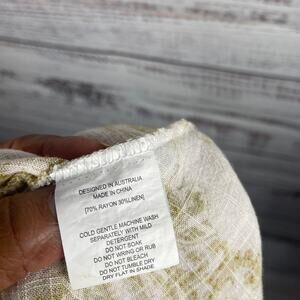 DESIGNED IN AUSTRALIA
MADE IN CHINA
[70% RAYON 30%LINEN]
COLD GENTLE MACHINE WASH
SEPARATELY WITH MILD
DETERGENT
DO NOT SOAK
DO NOT WRING OR RUB
DO NOT BLEACH
DO NOT TUMBLE DRY
DRY FLAT IN SHADE